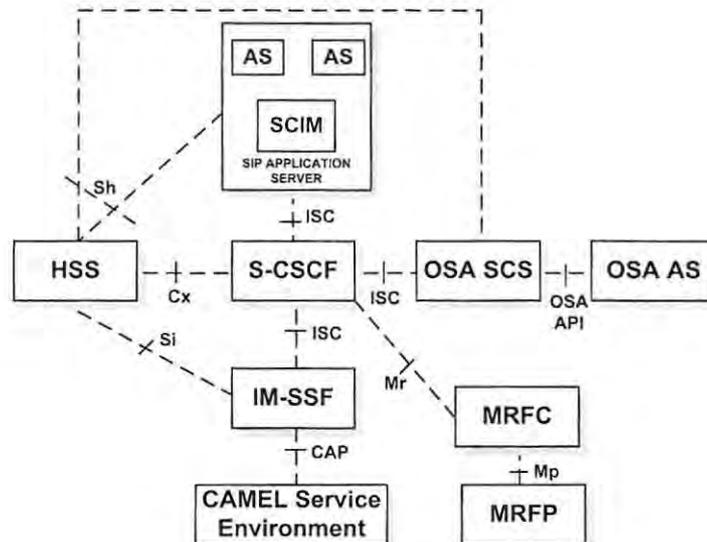 AS
AS
SCIM
SIP APPLICATION
SERVER
Sh
ISC
HSS
S-CSCF
OSA SCS
OSA AS
Cx
ISC
OSA
API
Si
ISC
Mr
IM-SSF
MRFC
CAP
Mp
CAMEL Service
Environment
MRFP